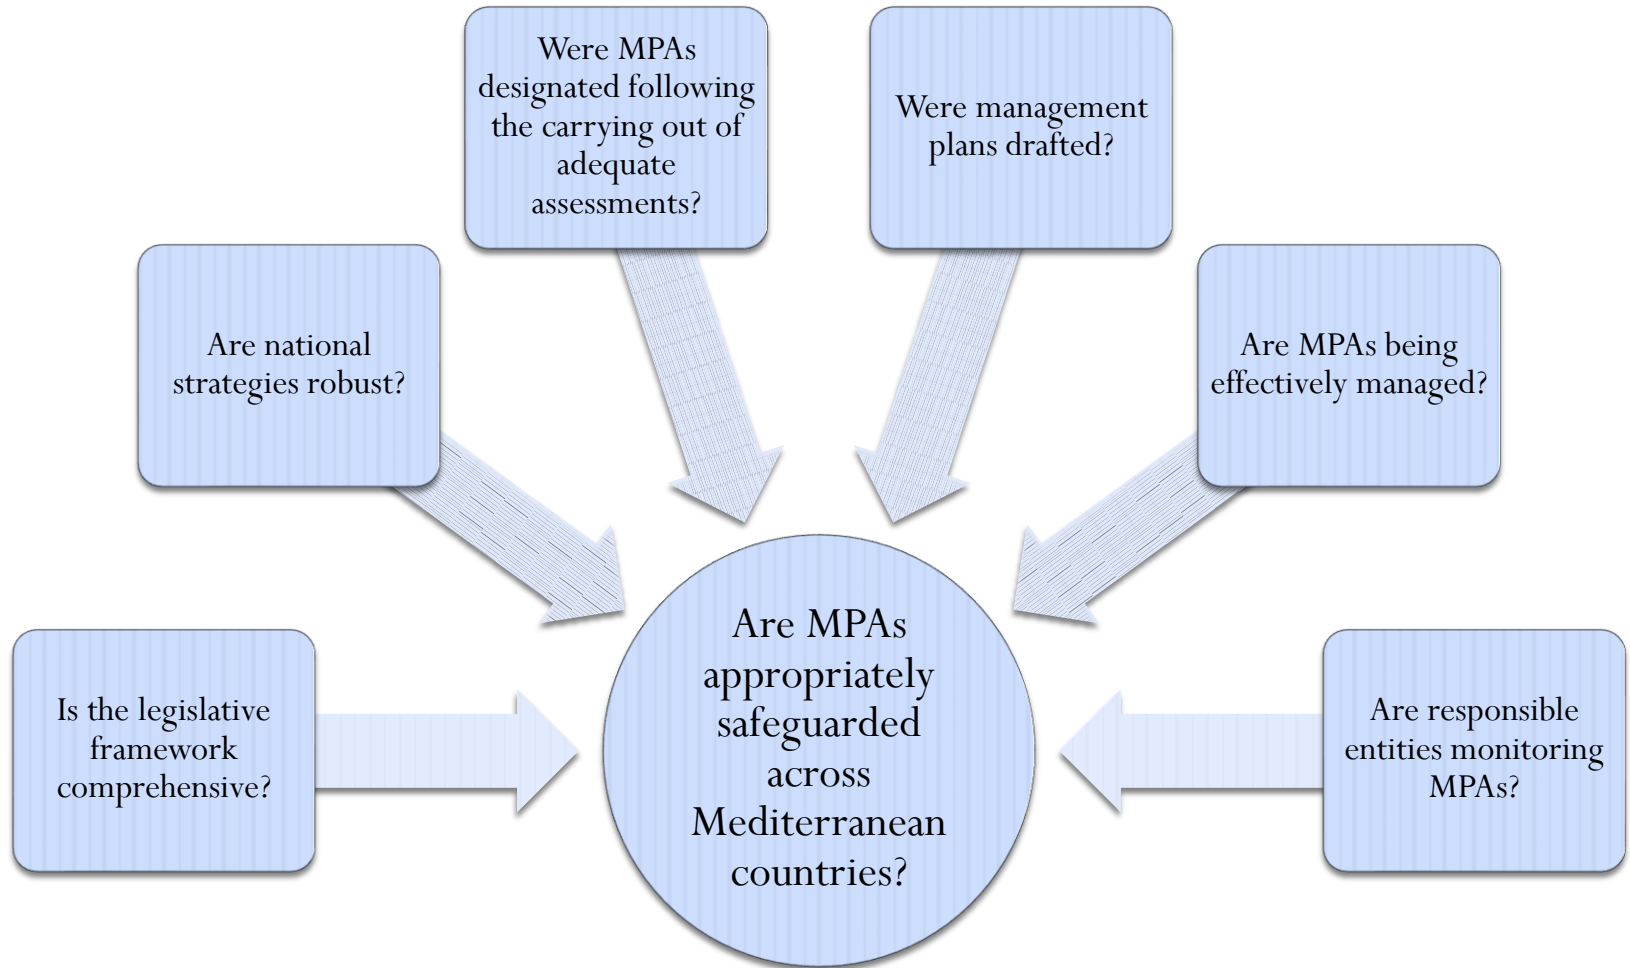 Were MPAs
designated following
the carrying out of
adequate
assessments?
Were management
plans drafted?
Are national
strategies robust?
Are MPAs being
effectively managed?
Is the legislative
framework
comprehensive?
Are MPAs
appropriately
safeguarded
across
Mediterranean
countries?
Are responsible
entities monitoring
MPAs?